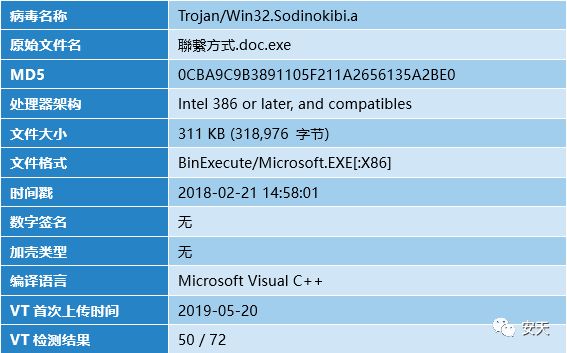 病毒名称 Trojan/Win32.Sodinokibi.a
原始文件名 聯繫方式.doc.exe
MD5 0CBA9C9B3891105F211A2656135A2BE0
处理器架构 Intel 386 or later, and compatibles
文件大小 311 KB (318,976 字节)
文件格式 BinExecute/Microsoft.EXE[:X86]
时间戳 2018-02-21 14:58:01
数字签名 无
加壳类型 无
编译语言 Microsoft Visual C++
VT 首次上传时间 2019-05-20
VT 检测结果 50 / 72
安天